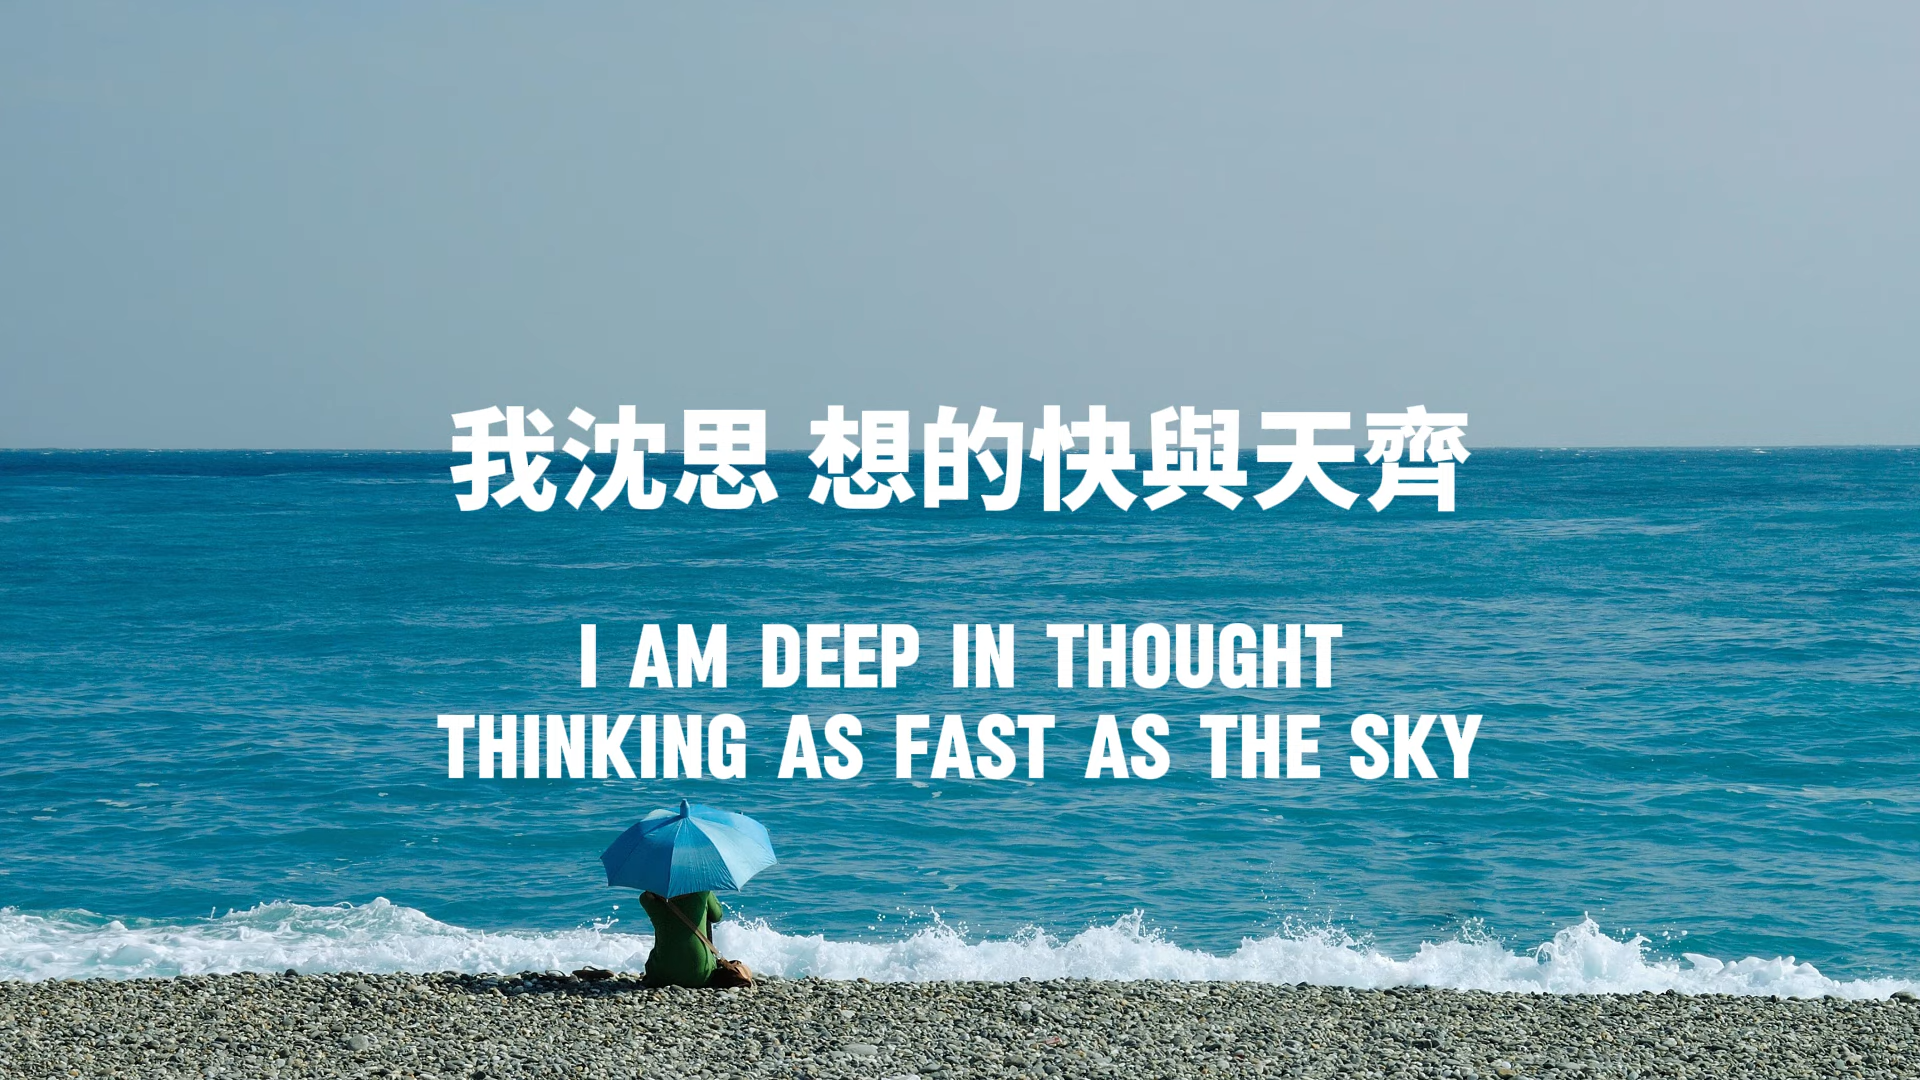 我沈思 想的快與天齊
I AM DEEP IN THOUGHT
THINKING AS FAST AS THE SKY